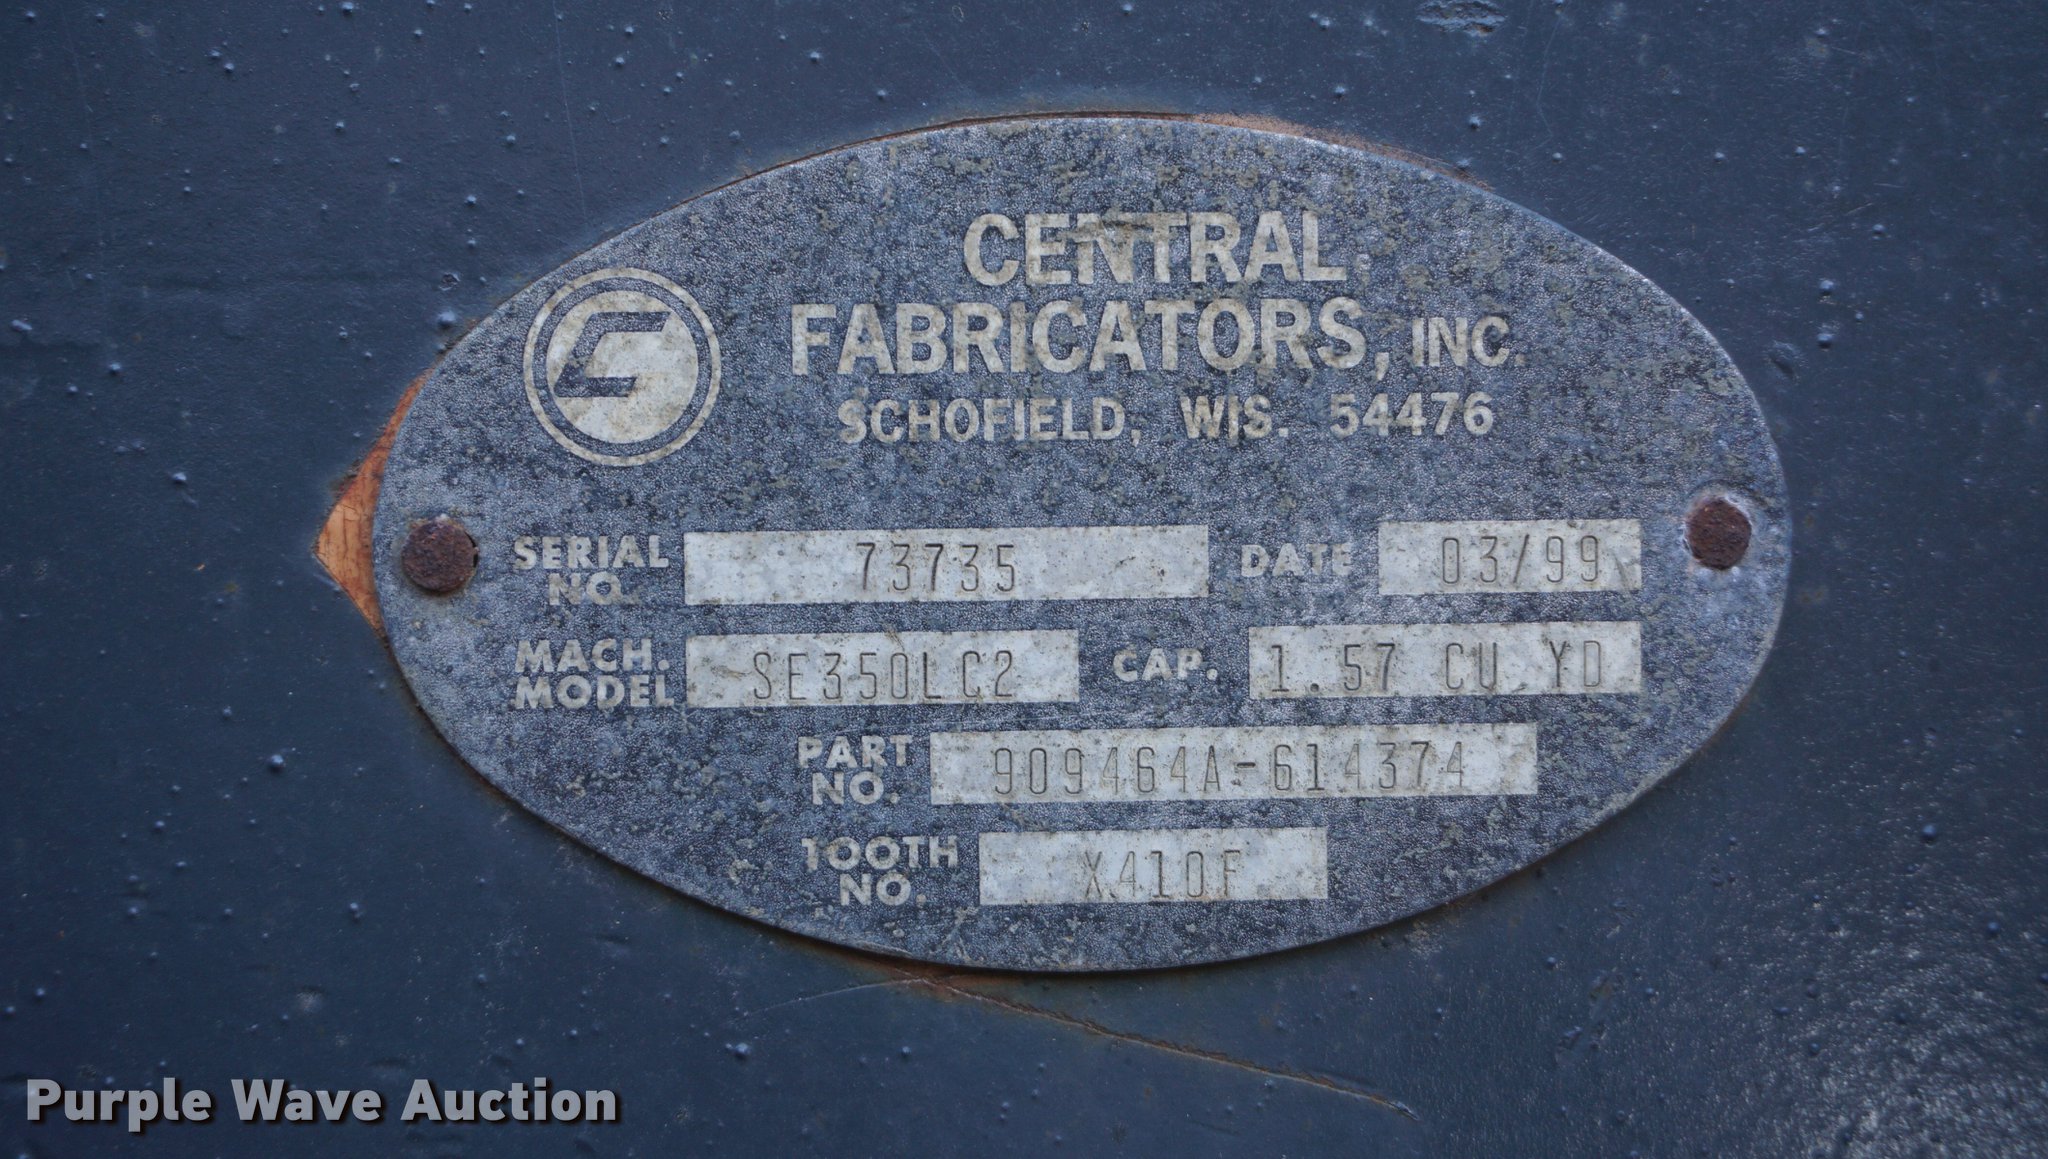 CENTRAL
FABRICATORS, INC.
SCHOFIELD, WIS. 54476
SERIAL NO. 73735 DATE 03/99
MACH. MODEL SE350LC2 CAP. 1.57 CU YD
PART NO. 909464A-614374
TOOTH NO. X410F
Purple Wave Auction